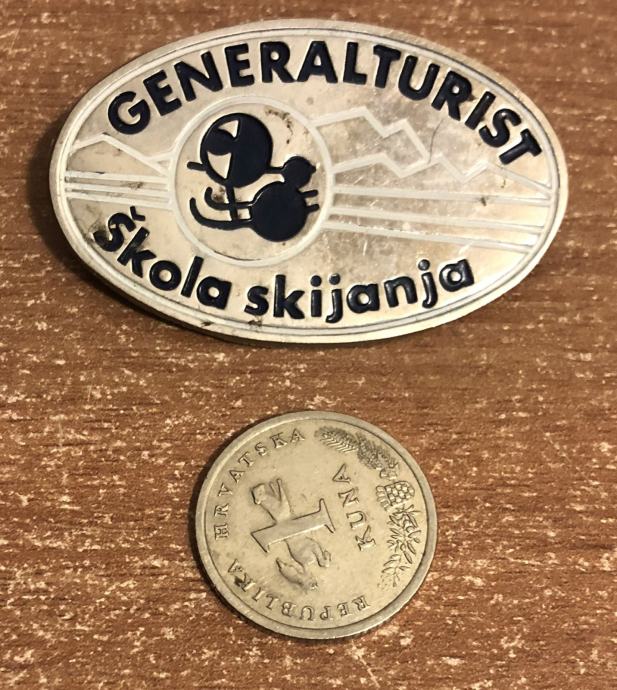 GENERALTURIST
Škola skijanja
REPUBLIKA HRVATSKA
1
KUNA